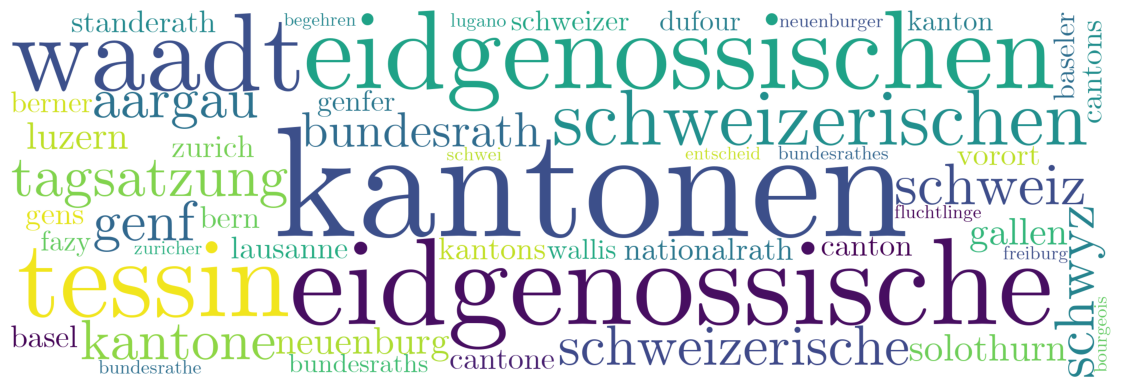 standerath begehren lugano schweizer dufour neuenburger kanton
waadt eidgenossischen baseler cantons
berner aargau genfer schweizerischen
luzern bundesrath
zurich schwei entscheid bundesrathes vorort
tagsatzung kantonen schweiz
gens genf bern fluchtlinge gallen schwyz
fazy zuricher lausanne kantons wallis nationalrath canton freiburg
tessin eidgenossische
basel kantone neuenburg schweizerische solothurn bourgeois
bundesrathe bundesraths cantone